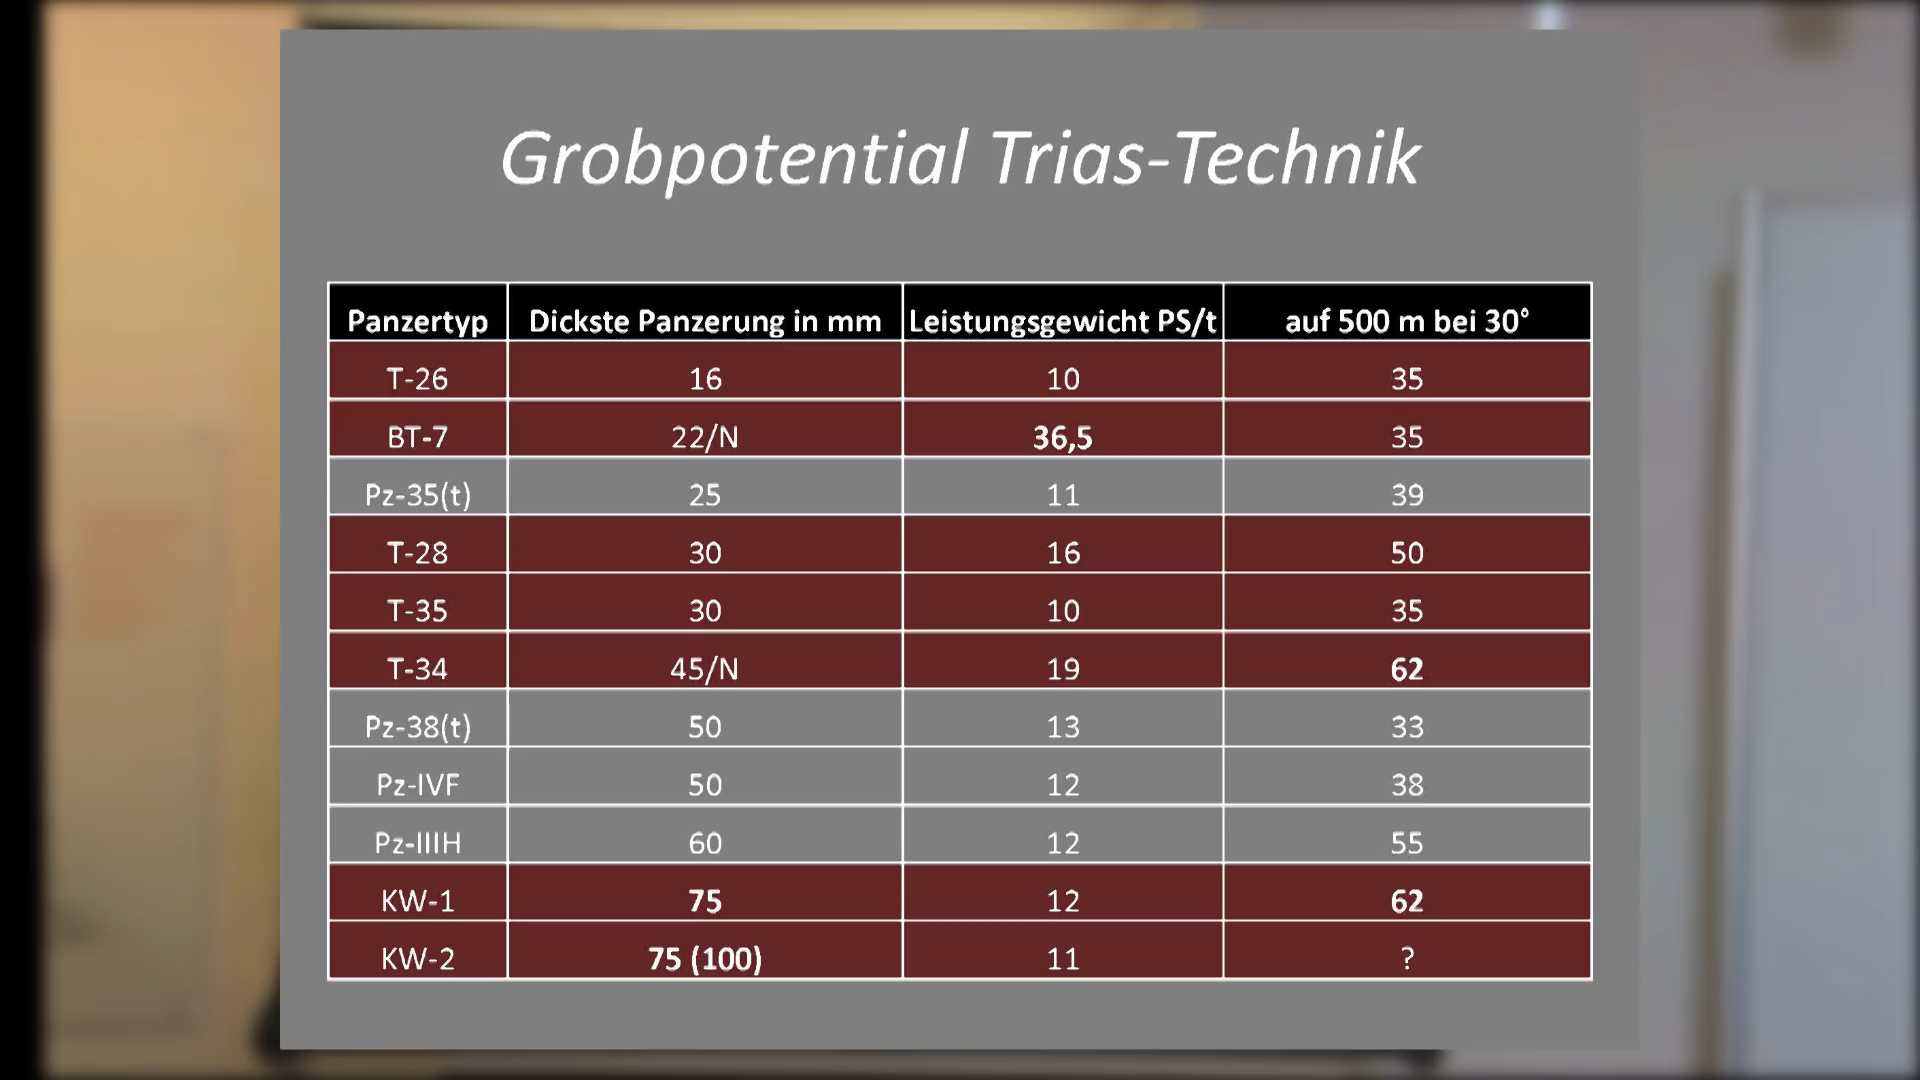 Grobpotential Trias-Technik
Panzertyp Dickste Panzerung in mm Leistungsgewicht PS/t auf 500 m bei 30°
T-26 16 10 35
BT-7 22/N 36,5 35
Pz-35(t) 25 11 39
T-28 30 16 50
T-35 30 10 35
T-34 45/N 19 62
Pz-38(t) 50 13 33
Pz-IVF 50 12 38
Pz-IIIH 60 12 55
KW-1 75 12 62
KW-2 75 (100) 11 ?